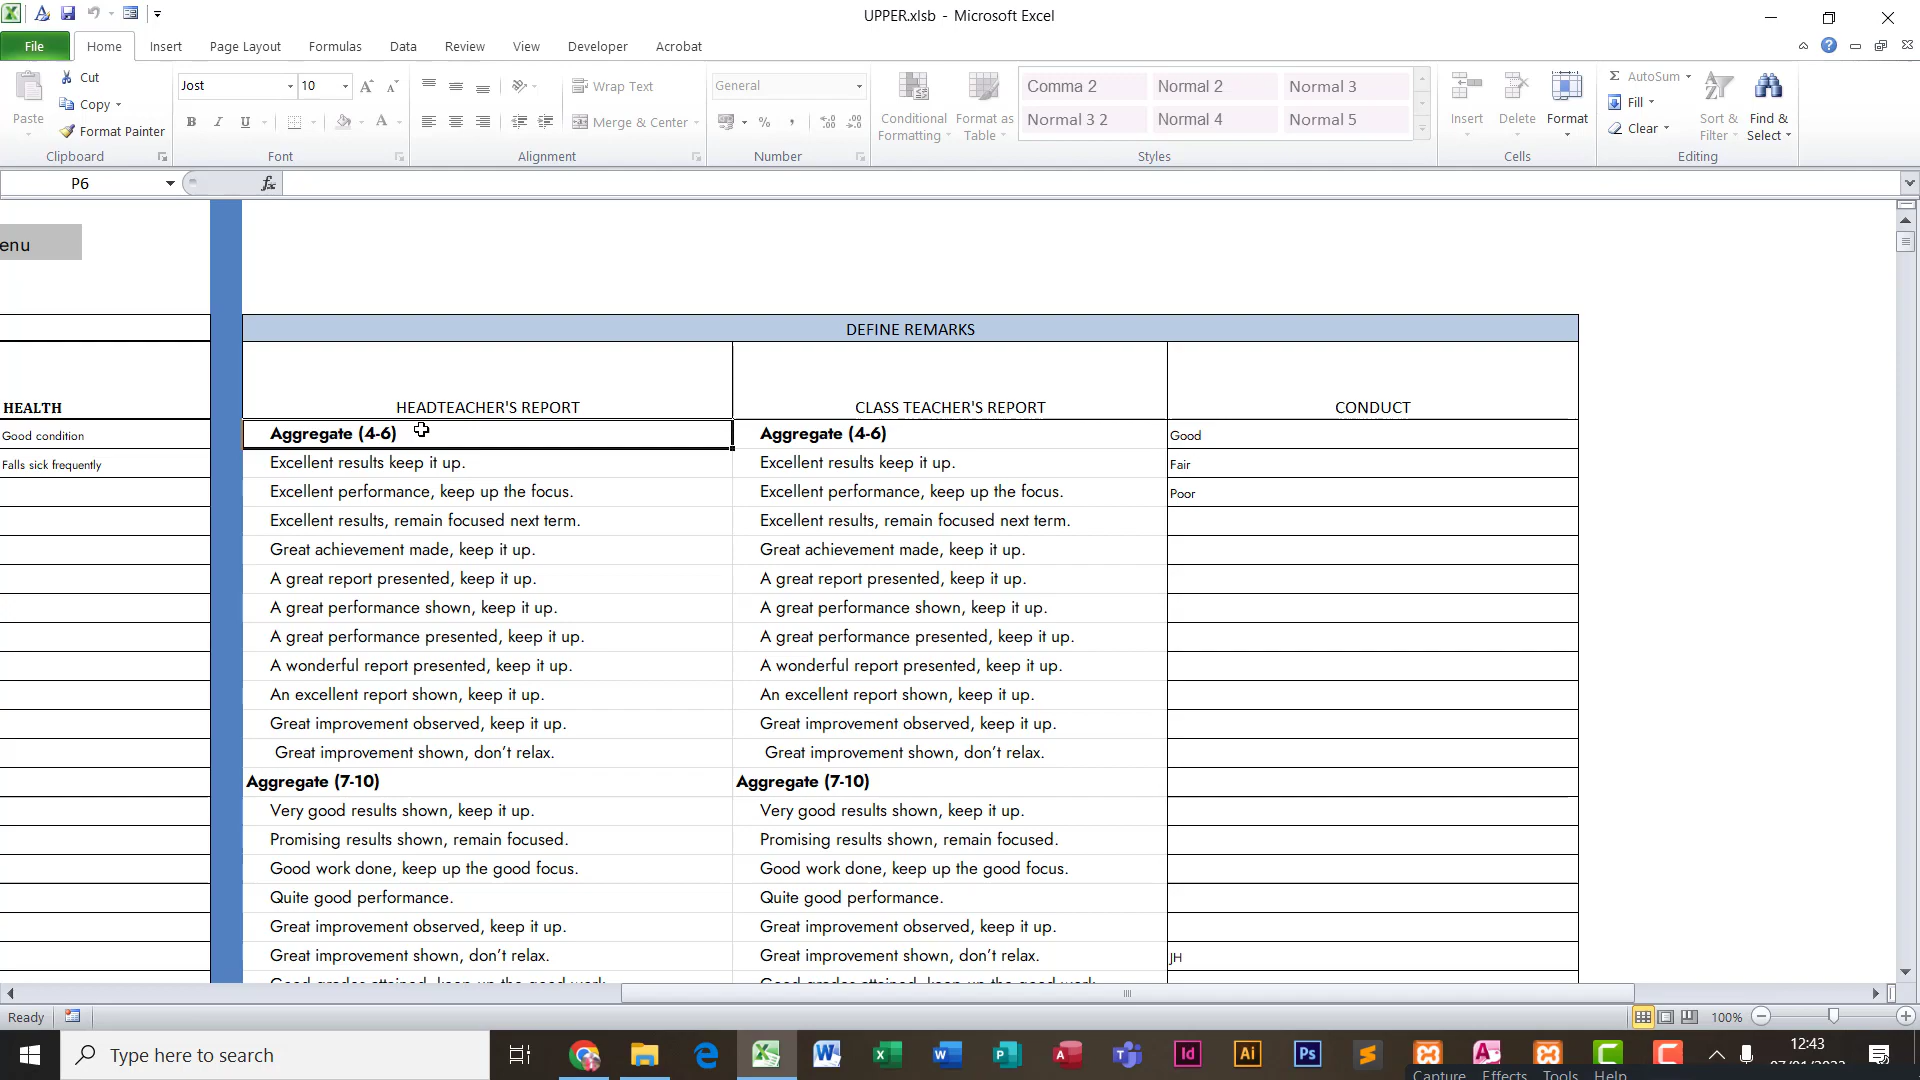 UPPER.xlsb - Microsoft Excel
File Home Insert Page Layout Formulas Data Review View Developer Acrobat
Paste
Cut
Copy
Format Painter
Clipboard
Jost 10
B I U
Font
Wrap Text
Merge & Center
Alignment
General
%
Number
Conditional Formatting
Format as Table
Comma 2 Normal 2 Normal 3
Normal 3 2 Normal 4 Normal 5
Styles
Insert Delete Format
Cells
AutoSum
Fill
Clear
Sort & Filter
Find & Select
Editing
P6
fx
enu
DEFINE REMARKS
HEALTH HEADTEACHER'S REPORT CLASS TEACHER'S REPORT CONDUCT
Good condition Aggregate (4-6) Aggregate (4-6) Good
Falls sick frequently Excellent results keep it up. Excellent results keep it up. Fair
Excellent performance, keep up the focus. Excellent performance, keep up the focus. Poor
Excellent results, remain focused next term. Excellent results, remain focused next term.
Great achievement made, keep it up. Great achievement made, keep it up.
A great report presented, keep it up. A great report presented, keep it up.
A great performance shown, keep it up. A great performance shown, keep it up.
A great performance presented, keep it up. A great performance presented, keep it up.
A wonderful report presented, keep it up. A wonderful report presented, keep it up.
An excellent report shown, keep it up. An excellent report shown, keep it up.
Great improvement observed, keep it up. Great improvement observed, keep it up.
Great improvement shown, don’t relax. Great improvement shown, don’t relax.
Aggregate (7-10) Aggregate (7-10)
Very good results shown, keep it up. Very good results shown, keep it up.
Promising results shown, remain focused. Promising results shown, remain focused.
Good work done, keep up the good focus. Good work done, keep up the good focus.
Quite good performance. Quite good performance.
Great improvement observed, keep it up. Great improvement observed, keep it up.
Great improvement shown, don’t relax. Great improvement shown, don’t relax. JH
Ready 100%
Type here to search
Id Ai Ps
12:43
Capture Effects Tools Help